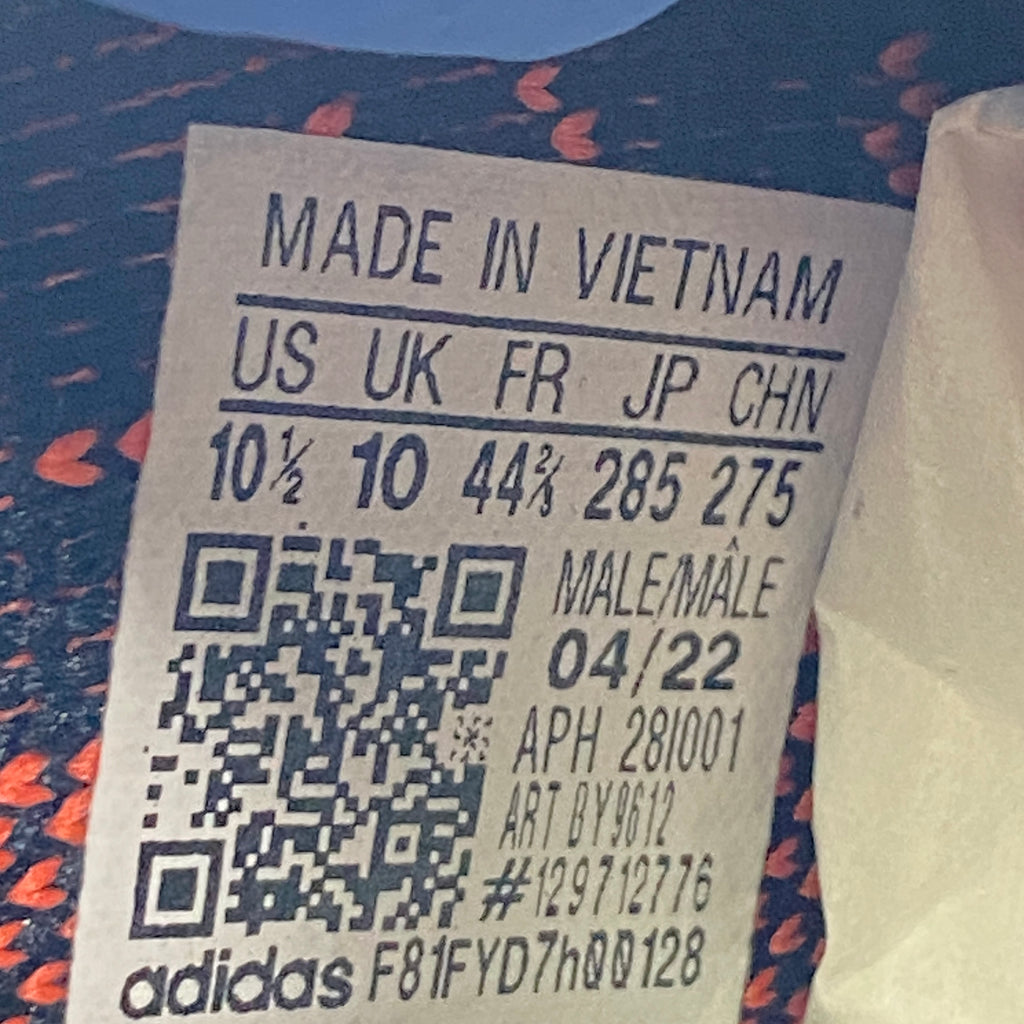 MADE IN VIETNAM
US UK FR JP CHN
10½ 10 44⅔ 285 275
MALE/MÂLE
04/22
APH 28I001
ART BY9612
#129712776
adidas F81FYD7h00128